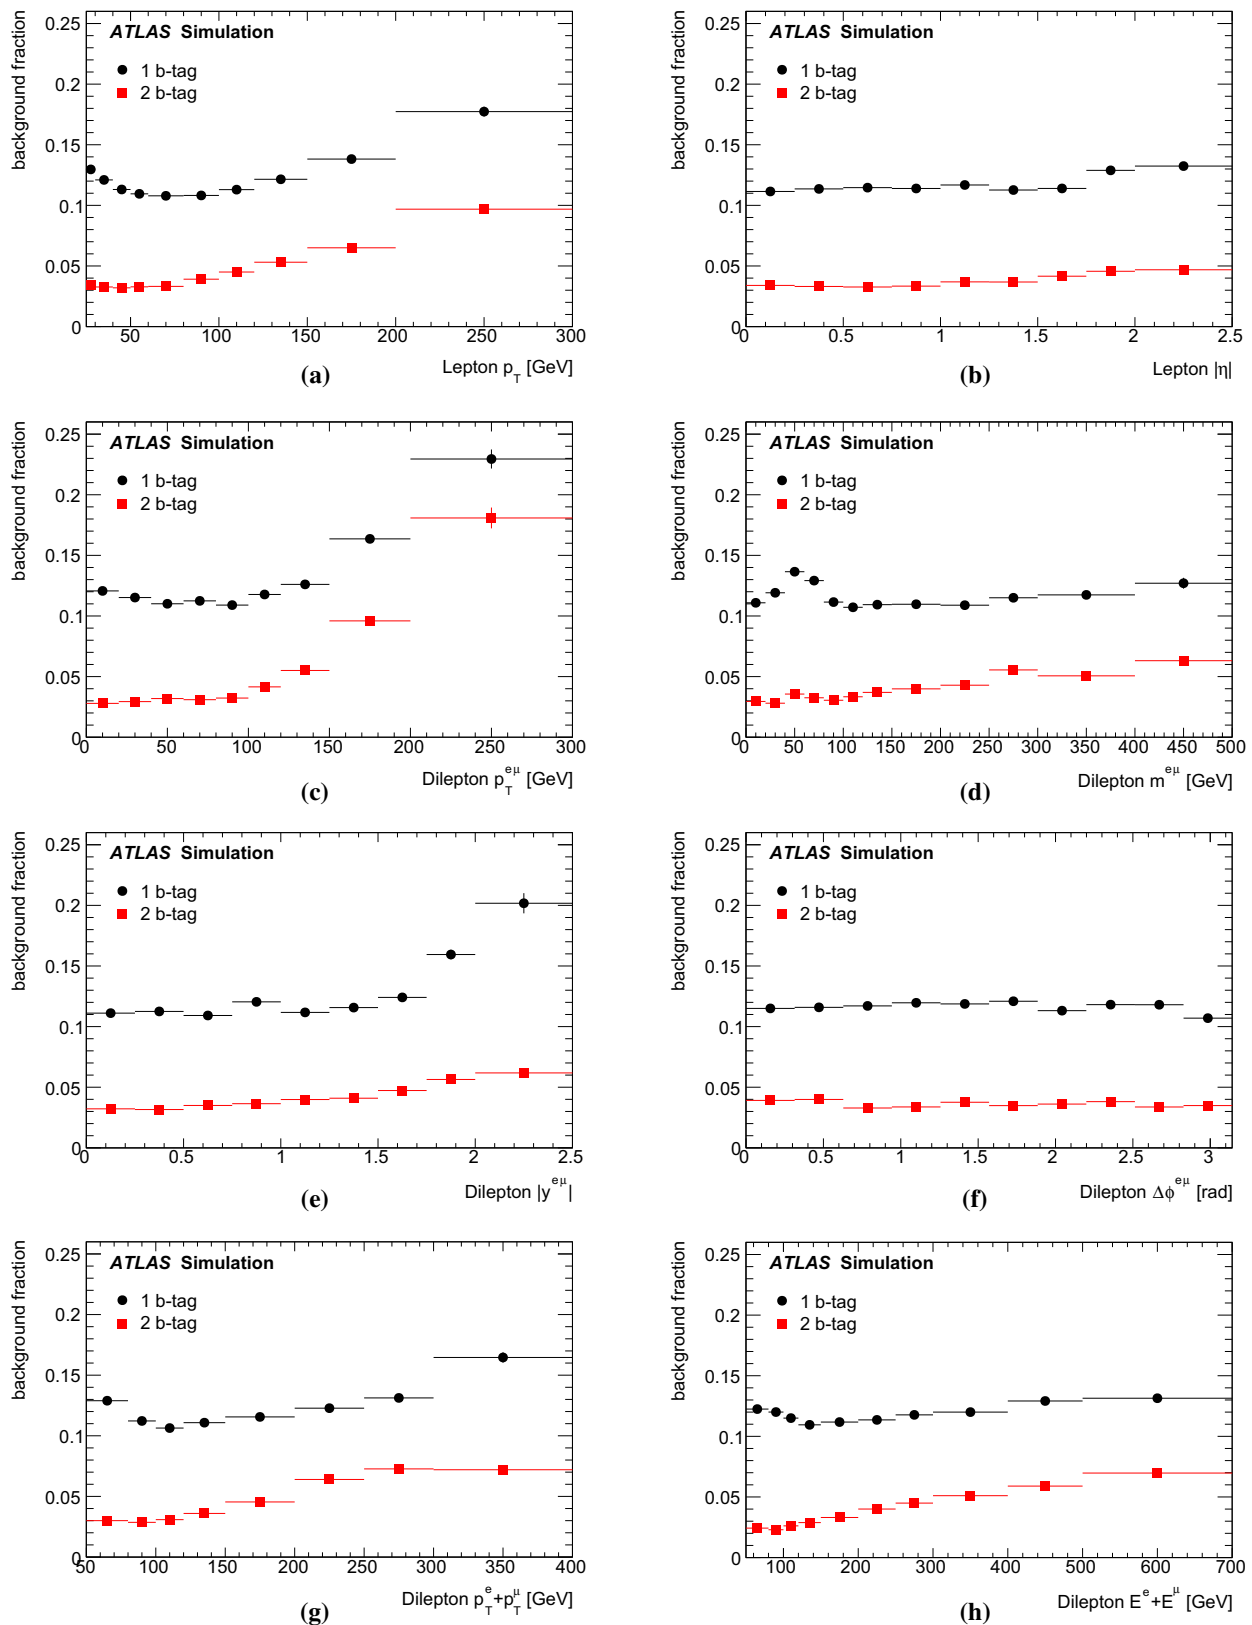 background fraction
0.25
0.2
0.15
0.1
0.05
0
ATLAS Simulation
1 b-tag
2 b-tag
50 100 150 200 250 300
Lepton p_T [GeV]
(a)
background fraction
0.25
0.2
0.15
0.1
0.05
0
ATLAS Simulation
1 b-tag
2 b-tag
0 0.5 1 1.5 2 2.5
Lepton |η|
(b)
background fraction
0.25
0.2
0.15
0.1
0.05
0
ATLAS Simulation
1 b-tag
2 b-tag
0 50 100 150 200 250 300
Dilepton p_T^eμ [GeV]
(c)
background fraction
0.25
0.2
0.15
0.1
0.05
0
ATLAS Simulation
1 b-tag
2 b-tag
0 50 100 150 200 250 300 350 400 450 500
Dilepton m^eμ [GeV]
(d)
background fraction
0.25
0.2
0.15
0.1
0.05
0
ATLAS Simulation
1 b-tag
2 b-tag
0 0.5 1 1.5 2 2.5
Dilepton |y^eμ|
(e)
background fraction
0.25
0.2
0.15
0.1
0.05
0
ATLAS Simulation
1 b-tag
2 b-tag
0 0.5 1 1.5 2 2.5 3
Dilepton Δϕ^eμ [rad]
(f)
background fraction
0.25
0.2
0.15
0.1
0.05
0
ATLAS Simulation
1 b-tag
2 b-tag
50 100 150 200 250 300 350 400
Dilepton p_T^e+p_T^μ [GeV]
(g)
background fraction
0.25
0.2
0.15
0.1
0.05
0
ATLAS Simulation
1 b-tag
2 b-tag
100 200 300 400 500 600 700
Dilepton E^e+E^μ [GeV]
(h)